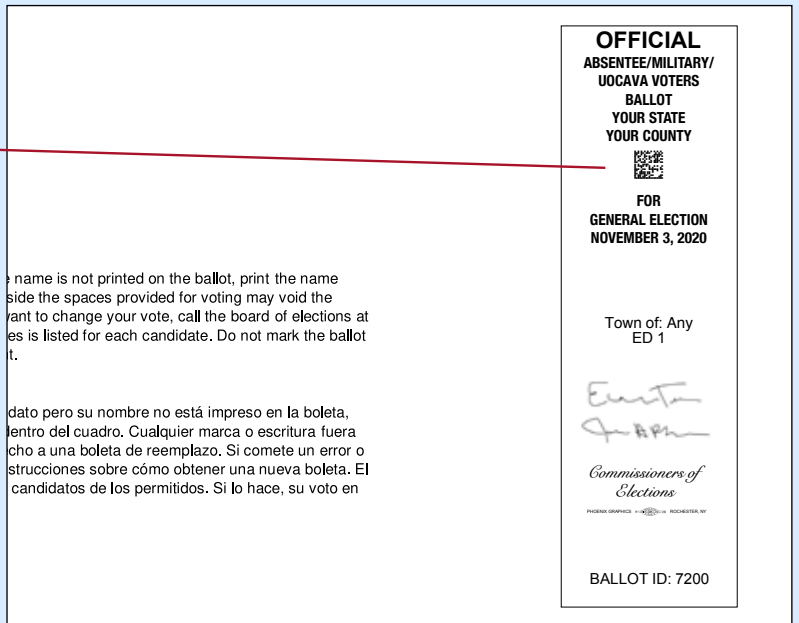 OFFICIAL
ABSENTEE/MILITARY/
UOCAVA VOTERS
BALLOT
YOUR STATE
YOUR COUNTY
FOR
GENERAL ELECTION
NOVEMBER 3, 2020
name is not printed on the ballot, print the name
side the spaces provided for voting may void the
want to change your vote, call the board of elections at
es is listed for each candidate. Do not mark the ballot
t.
dato pero su nombre no está impreso en la boleta,
dentro del cuadro. Cualquier marca o escritura fuera
cho a una boleta de reemplazo. Si comete un error o
strucciones sobre cómo obtener una nueva boleta. El
candidatos de los permitidos. Si lo hace, su voto en
Town of: Any
ED 1
Commissioners of
Elections
PHOENIX GRAPHICS ROCHESTER, NY
BALLOT ID: 7200